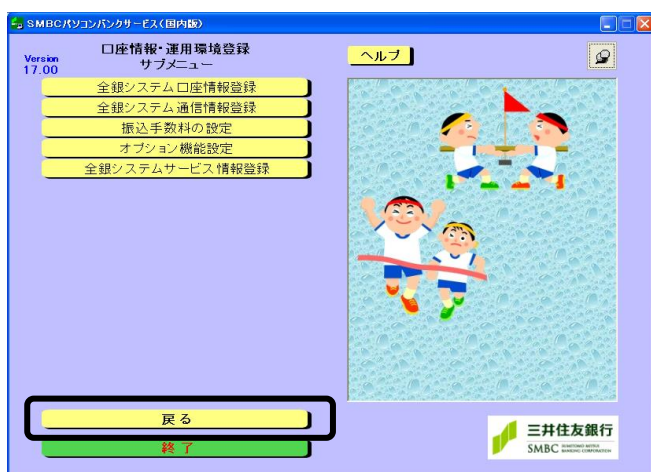 SMBCパソコンバンクサービス(国内版)
Version
17.00
口座情報・運用環境登録
サブメニュー
ヘルプ
全銀システム口座情報登録
全銀システム通信情報登録
振込手数料の設定
オプション機能設定
全銀システムサービス情報登録
戻る
終了
三井住友銀行
SMBC SUMITOMO MITSUI
BANKING CORPORATION